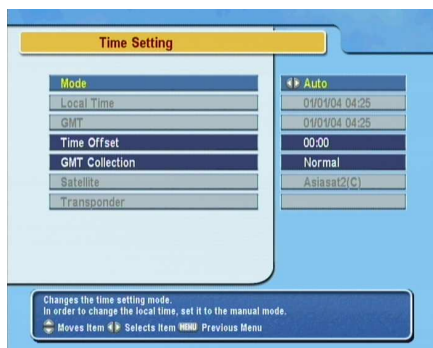 Time Setting
Mode Auto
Local Time 01/01/04 04:25
GMT 01/01/04 04:25
Time Offset 00:00
GMT Collection Normal
Satellite Asiasat2(C)
Transponder
Changes the time setting mode.
In order to change the local time, set it to the manual mode.
Moves Item Selects Item MENU Previous Menu